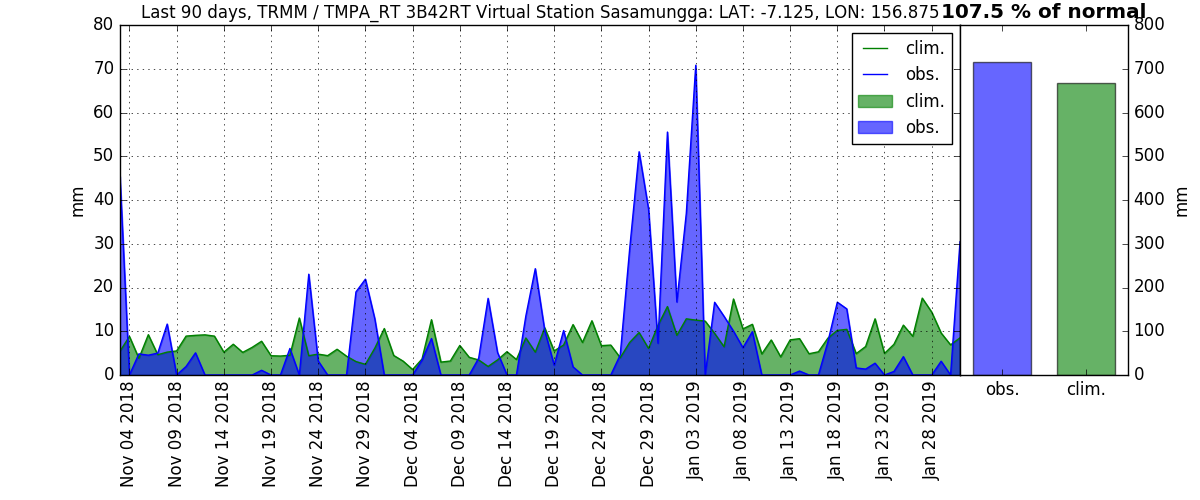 Last 90 days, TRMM / TMPA_RT 3B42RT Virtual Station Sasamungga: LAT: -7.125, LON: 156.875 107.5 % of normal
80 800
70 700
60 600
50 500
40 400
30 300
20 200
10 100
0 0
mm mm
clim.
obs.
clim.
obs.
obs. clim.
Nov 04 2018
Nov 09 2018
Nov 14 2018
Nov 19 2018
Nov 24 2018
Nov 29 2018
Dec 04 2018
Dec 09 2018
Dec 14 2018
Dec 19 2018
Dec 24 2018
Dec 29 2018
Jan 03 2019
Jan 08 2019
Jan 13 2019
Jan 18 2019
Jan 23 2019
Jan 28 2019